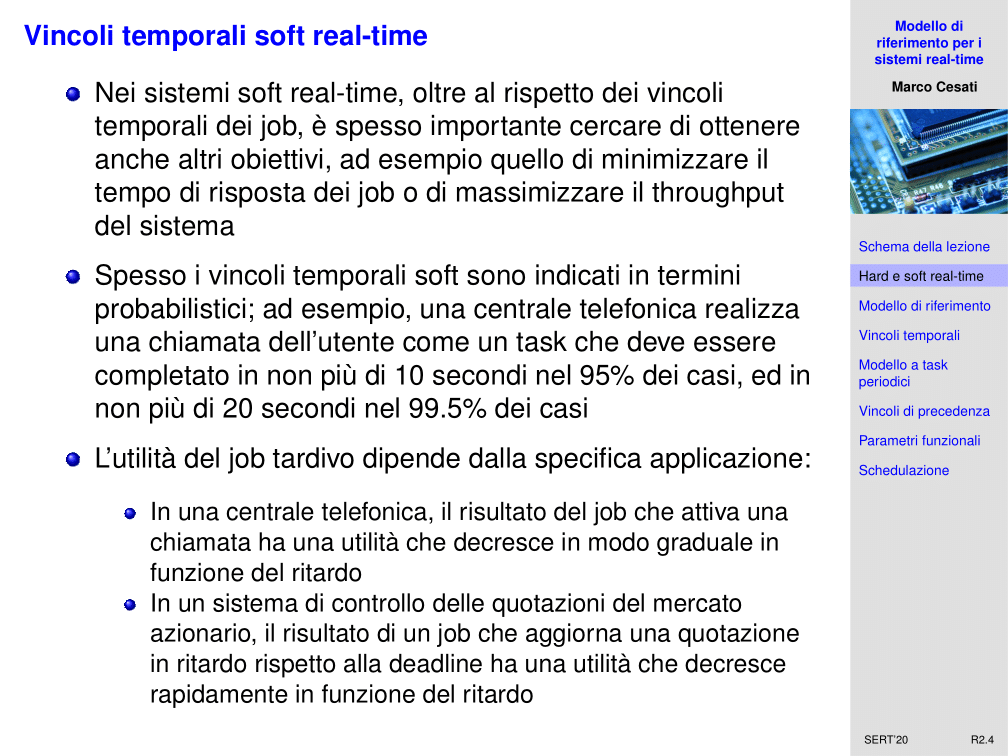 Vincoli temporali soft real-time
Nei sistemi soft real-time, oltre al rispetto dei vincoli
temporali dei job, è spesso importante cercare di ottenere
anche altri obiettivi, ad esempio quello di minimizzare il
tempo di risposta dei job o di massimizzare il throughput
del sistema
Spesso i vincoli temporali soft sono indicati in termini
probabilistici; ad esempio, una centrale telefonica realizza
una chiamata dell'utente come un task che deve essere
completato in non più di 10 secondi nel 95% dei casi, ed in
non più di 20 secondi nel 99.5% dei casi
L'utilità del job tardivo dipende dalla specifica applicazione:
In una centrale telefonica, il risultato del job che attiva una
chiamata ha una utilità che decresce in modo graduale in
funzione del ritardo
In un sistema di controllo delle quotazioni del mercato
azionario, il risultato di un job che aggiorna una quotazione
in ritardo rispetto alla deadline ha una utilità che decresce
rapidamente in funzione del ritardo
Modello di
riferimento per i
sistemi real-time
Marco Cesati
R47 R48
Schema della lezione
Hard e soft real-time
Modello di riferimento
Vincoli temporali
Modello a task
periodici
Vincoli di precedenza
Parametri funzionali
Schedulazione
SERT'20
R2.4